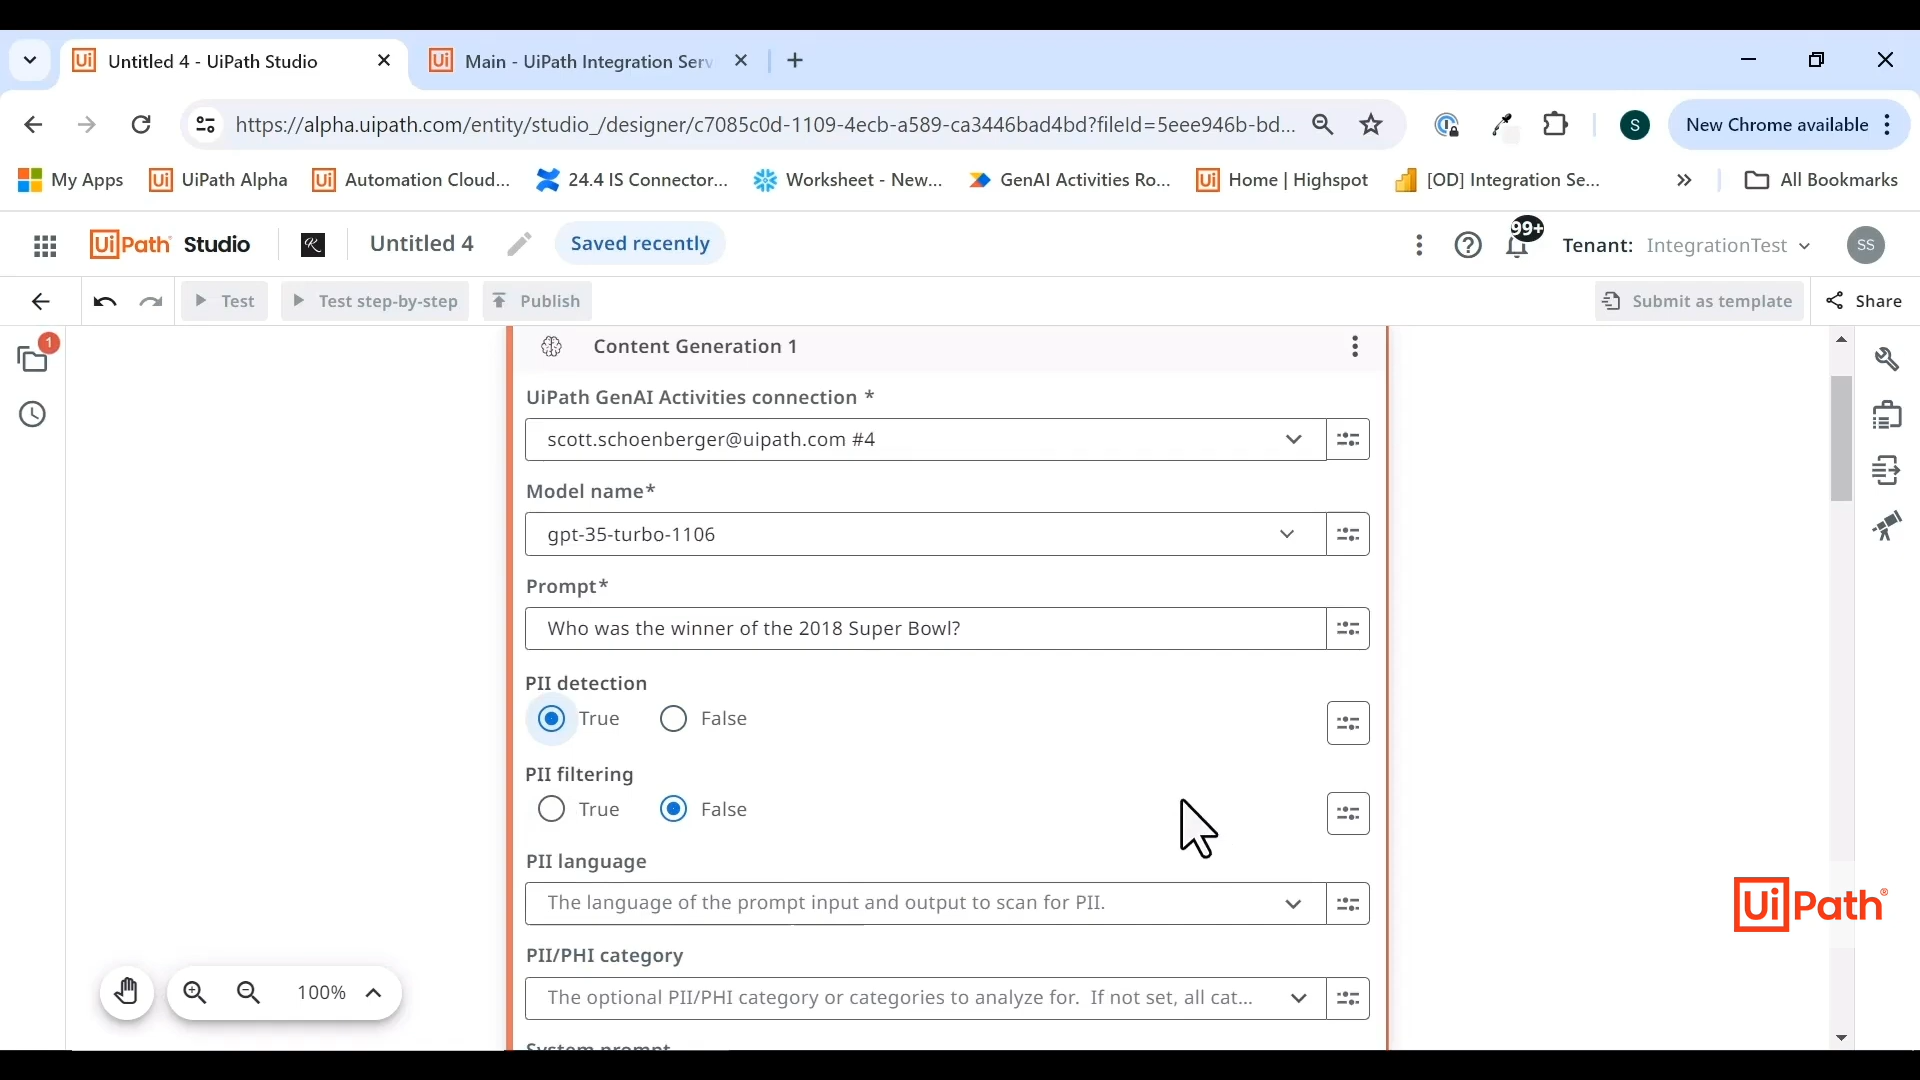 Untitled 4 - UiPath Studio
Main - UiPath Integration Serv
https://alpha.uipath.com/entity/studio_/designer/c7085c0d-1109-4ecb-a589-ca3446bad4bd?fileId=5eee946b-bd...
S
New Chrome available
My Apps
UiPath Alpha
Automation Cloud...
24.4 IS Connector...
Worksheet - New...
GenAI Activities Ro...
Home | Highspot
[OD] Integration Se...
All Bookmarks
UiPath Studio
K
Untitled 4
Saved recently
99+
Tenant: IntegrationTest
SS
Test
Test step-by-step
Publish
Submit as template
Share
1
Content Generation 1
UiPath GenAI Activities connection *
scott.schoenberger@uipath.com #4
Model name*
gpt-35-turbo-1106
Prompt*
Who was the winner of the 2018 Super Bowl?
PII detection
True
False
PII filtering
True
False
PII language
The language of the prompt input and output to scan for PII.
UiPath®
PII/PHI category
The optional PII/PHI category or categories to analyze for. If not set, all cat...
100%
System prompt